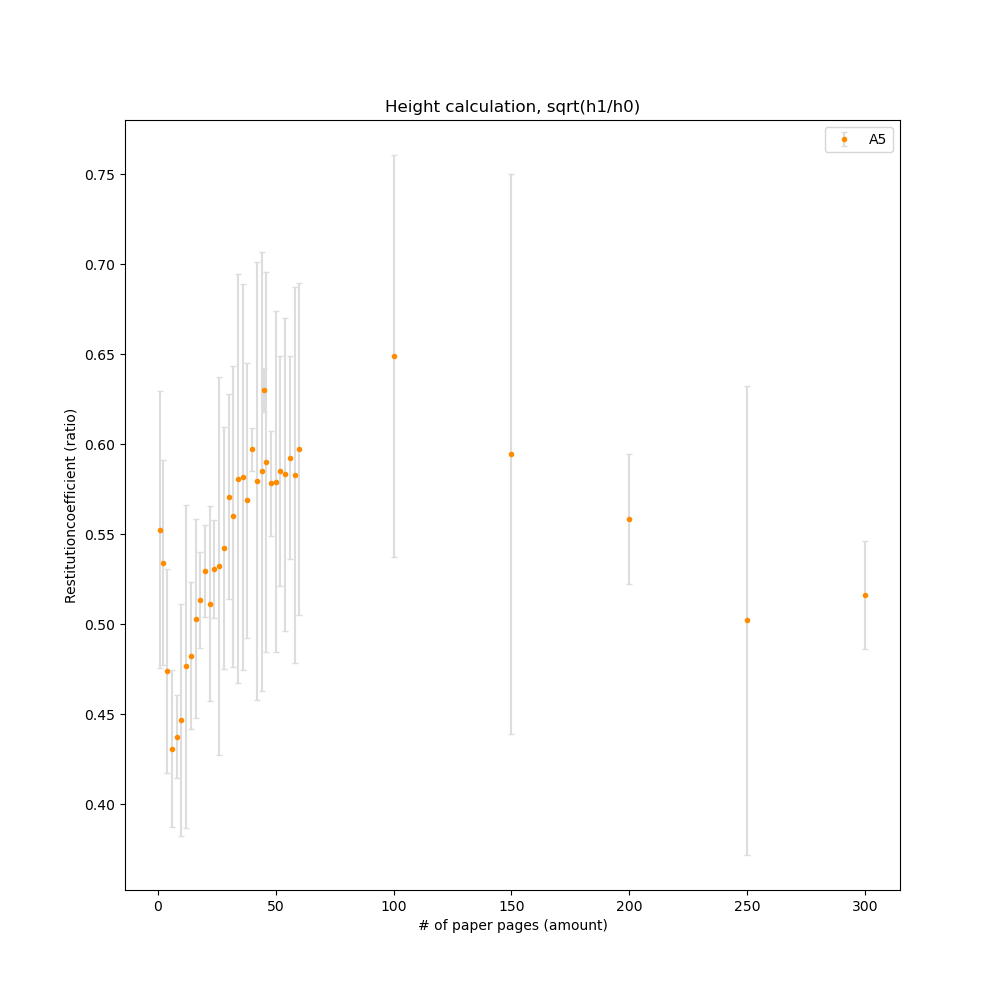 Height calculation, sqrt(h1/h0)
A5
0.75
0.70
0.65
0.60
0.55
0.50
0.45
0.40
Restitutioncoefficient (ratio)
0 50 100 150 200 250 300
# of paper pages (amount)